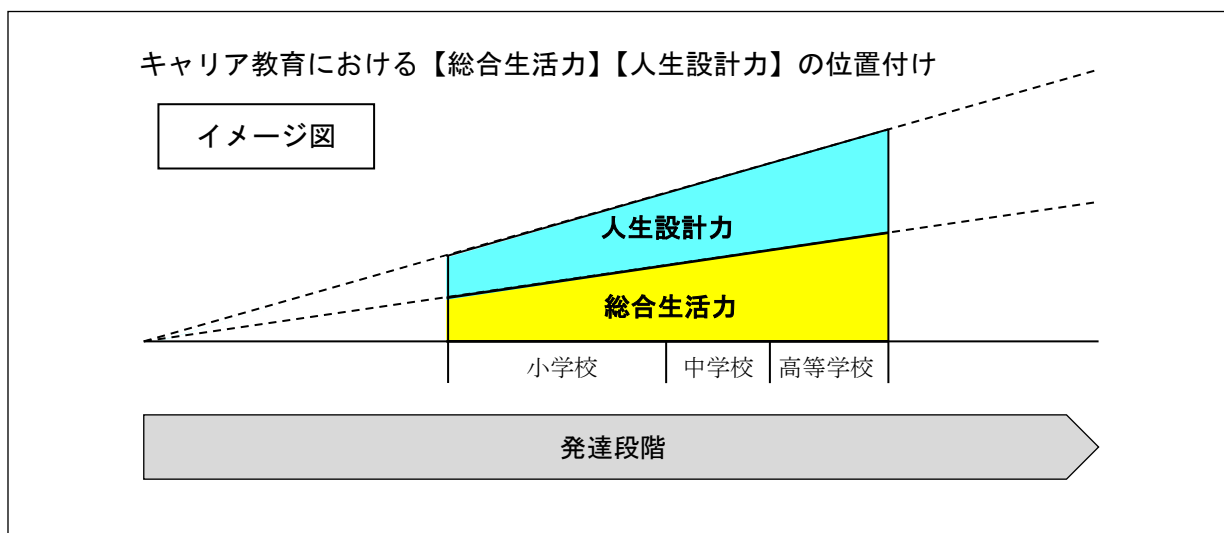 キャリア教育における【総合生活力】【人生設計力】の位置付け
イメージ図
人生設計力
総合生活力
小学校
中学校
高等学校
発達段階